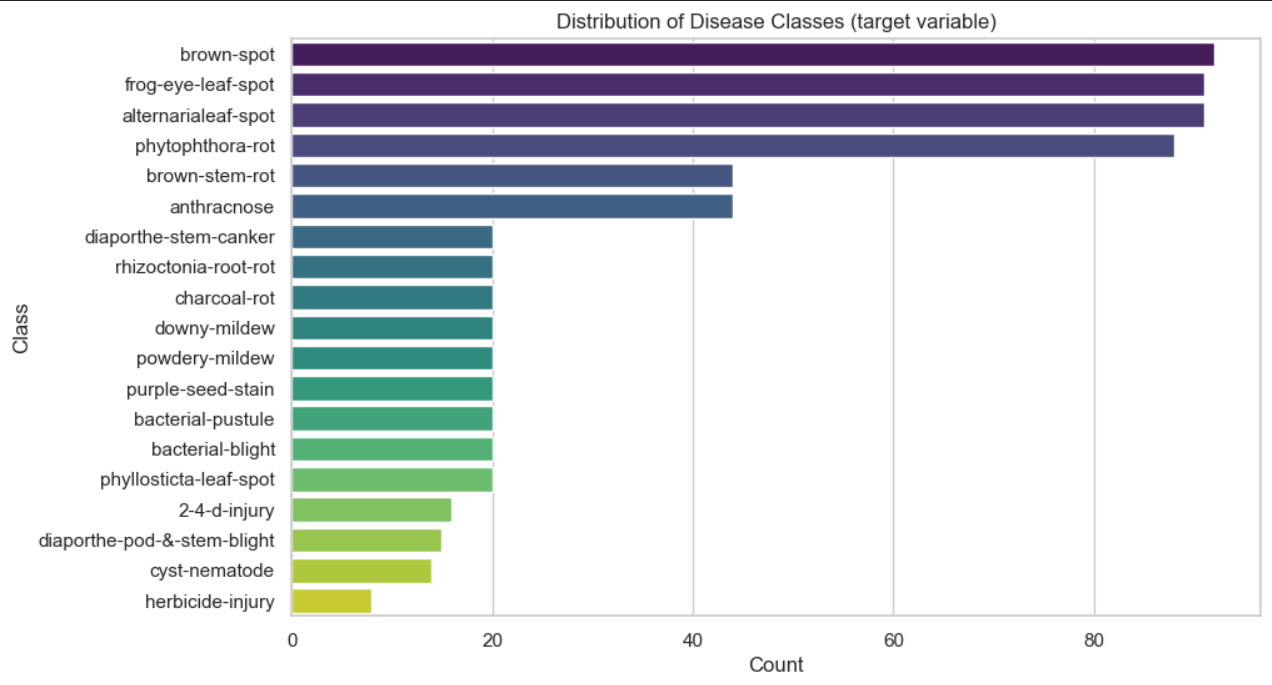 Distribution of Disease Classes (target variable)
brown-spot
frog-eye-leaf-spot
alternarialeaf-spot
phytophthora-rot
brown-stem-rot
anthracnose
diaporthe-stem-canker
rhizoctonia-root-rot
charcoal-rot
downy-mildew
powdery-mildew
purple-seed-stain
bacterial-pustule
bacterial-blight
phyllosticta-leaf-spot
2-4-d-injury
diaporthe-pod-&-stem-blight
cyst-nematode
herbicide-injury
Class
0 20 40 60 80
Count